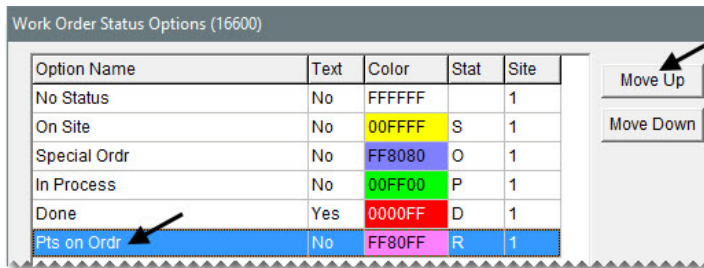 Work Order Status Options (16600)
Option Name Text Color Stat Site
No Status No FFFFFF 1
On Site No 00FFFF S 1
Special Ordr No FF8080 O 1
In Process No 00FF00 P 1
Done Yes 0000FF D 1
Pts on Ordr No FF80FF R 1
Move Up
Move Down